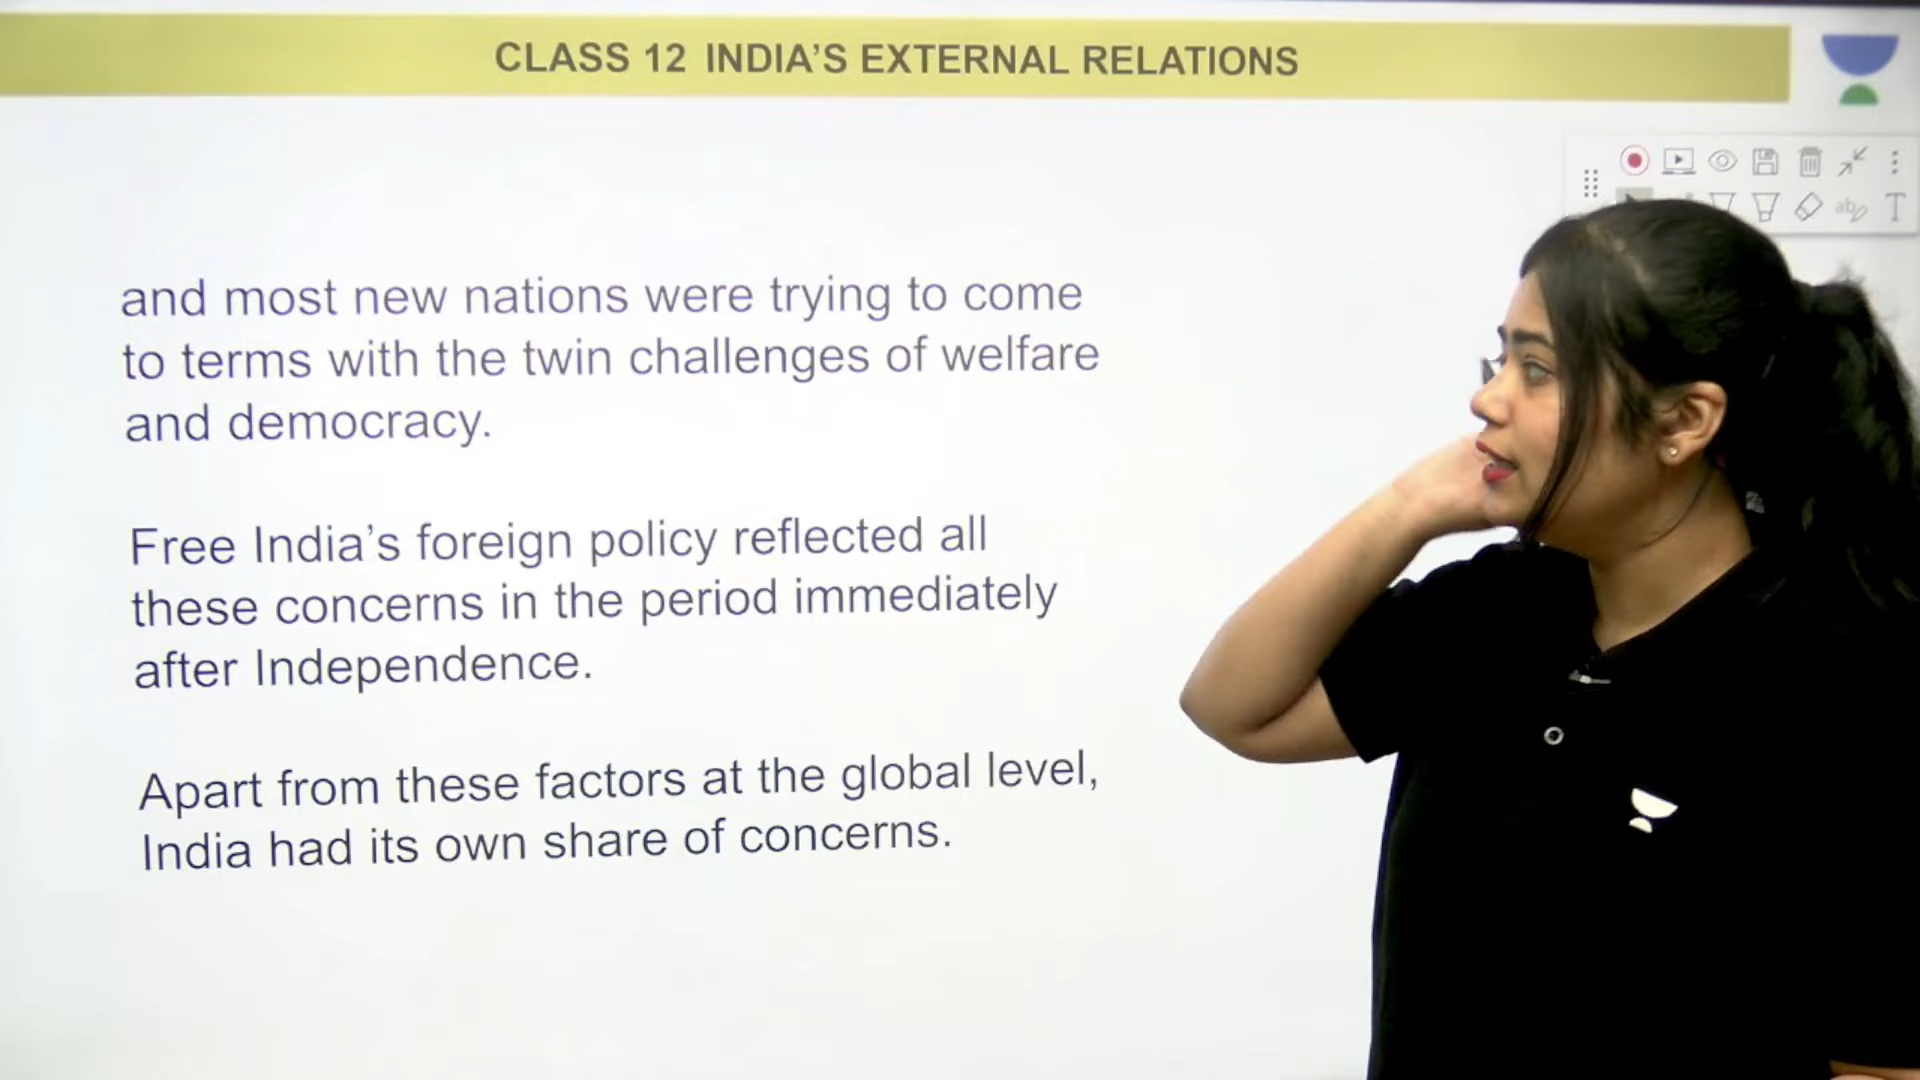 CLASS 12 INDIA'S EXTERNAL RELATIONS
and most new nations were trying to come
to terms with the twin challenges of welfare
and democracy.
Free India's foreign policy reflected all
these concerns in the period immediately
after Independence.
Apart from these factors at the global level,
India had its own share of concerns.